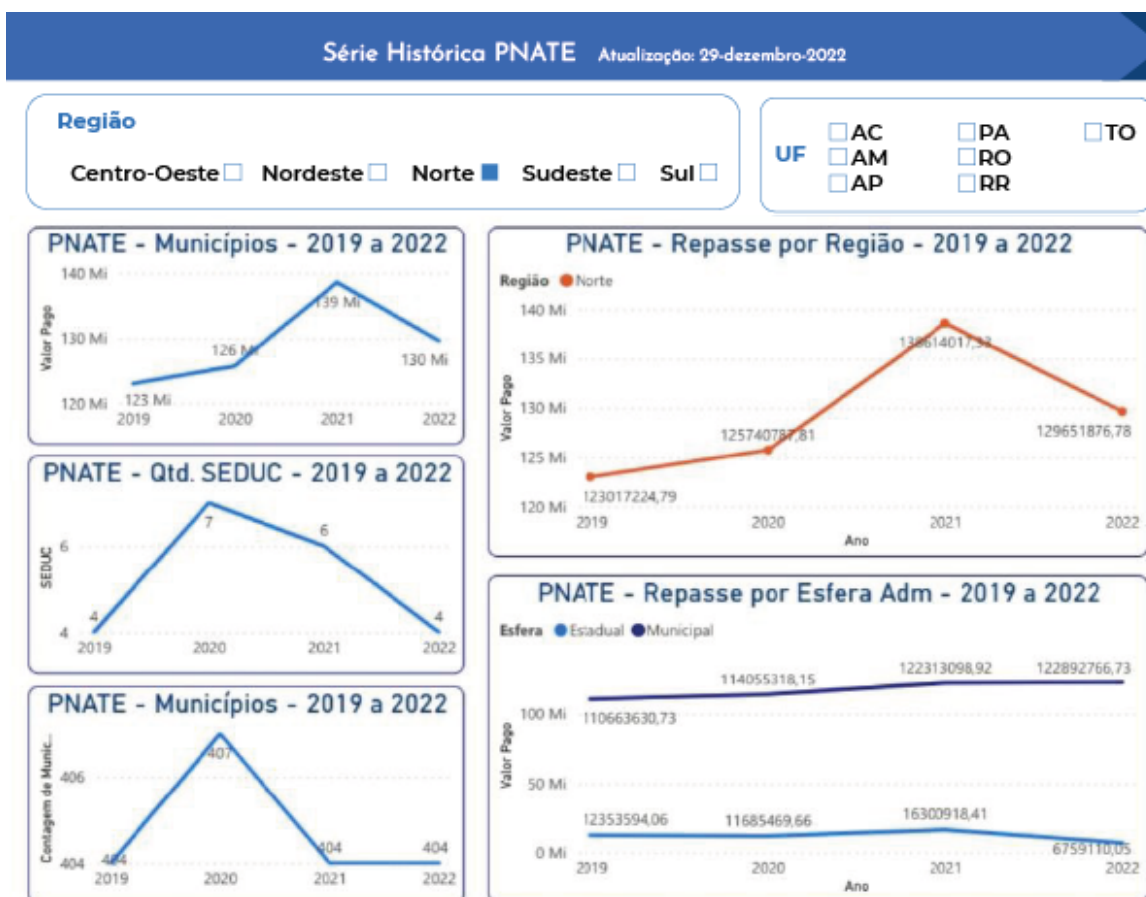 Série Histórica PNATE Atualização: 29-dezembro-2022
Região
Centro-Oeste Nordeste Norte Sudeste Sul
UF
AC PA TO
AM RO
AP RR
PNATE - Municípios - 2019 a 2022
Valor Pago
140 Mi
130 Mi
120 Mi
123 Mi
126 Mi
139 Mi
130 Mi
2019 2020 2021 2022
PNATE - Qtd. SEDUC - 2019 a 2022
SEDUC
6
4
4
7
6
4
2019 2020 2021 2022
PNATE - Municípios - 2019 a 2022
Contagem de Munic...
406
404
404
407
404
404
2019 2020 2021 2022
PNATE - Repasse por Região - 2019 a 2022
Região Norte
Valor Pago
140 Mi
135 Mi
130 Mi
125 Mi
120 Mi
123017224,79
125740787,81
138614017,33
129651876,78
2019 2020 2021 2022
Ano
PNATE - Repasse por Esfera Adm - 2019 a 2022
Esfera Estadual Municipal
Valor Pago
100 Mi
50 Mi
0 Mi
110663630,73
114055318,15
122313098,92
122892766,73
12353594,06
11685469,66
16300918,41
6759110,05
2019 2020 2021 2022
Ano